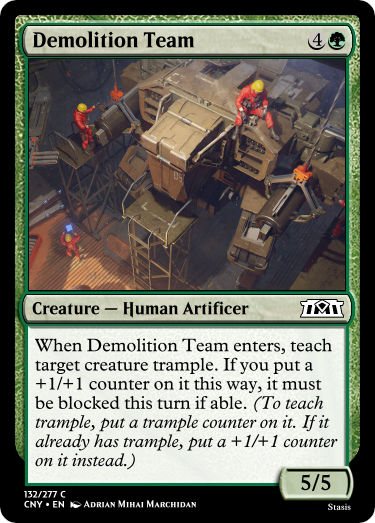 Demolition Team 4
Creature — Human Artificer
When Demolition Team enters, teach
target creature trample. If you put a
+1/+1 counter on it this way, it must
be blocked this turn if able. (To teach
trample, put a trample counter on it. If it
already has trample, put a +1/+1 counter
on it instead.)
5/5
132/277 C
CNY • EN Adrian Mihai Marchidan
Stasis